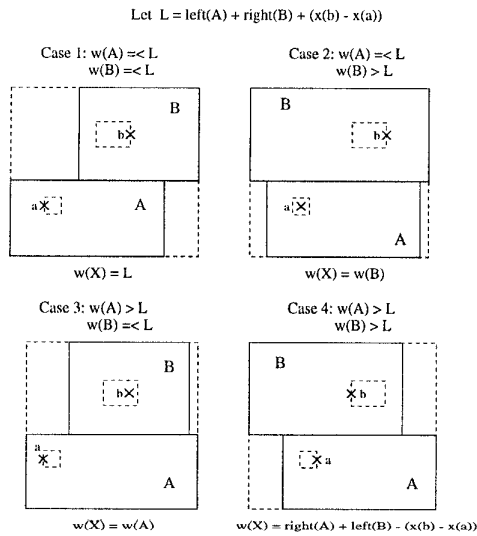 Let L = left(A) + right(B) + (x(b) - x(a))
Case 1: w(A) =< L
w(B) =< L
B
b
a
A
w(X) = L
Case 2: w(A) =< L
w(B) > L
B
b
a
A
w(X) = w(B)
Case 3: w(A) > L
w(B) =< L
B
b
a
A
w(X) = w(A)
Case 4: w(A) > L
w(B) > L
B
b
a
A
w(X) = right(A) + left(B) - (x(b) - x(a))